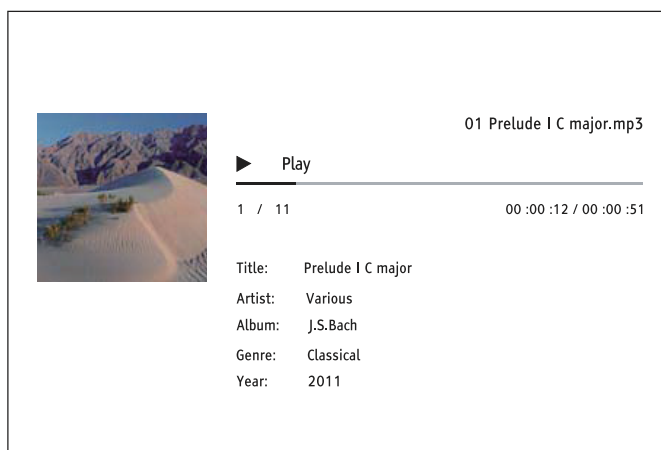 01 Prelude I C major.mp3
Play
1 / 11
00 :00 :12 / 00 :00 :51
Title: Prelude I C major
Artist: Various
Album: J.S.Bach
Genre: Classical
Year: 2011